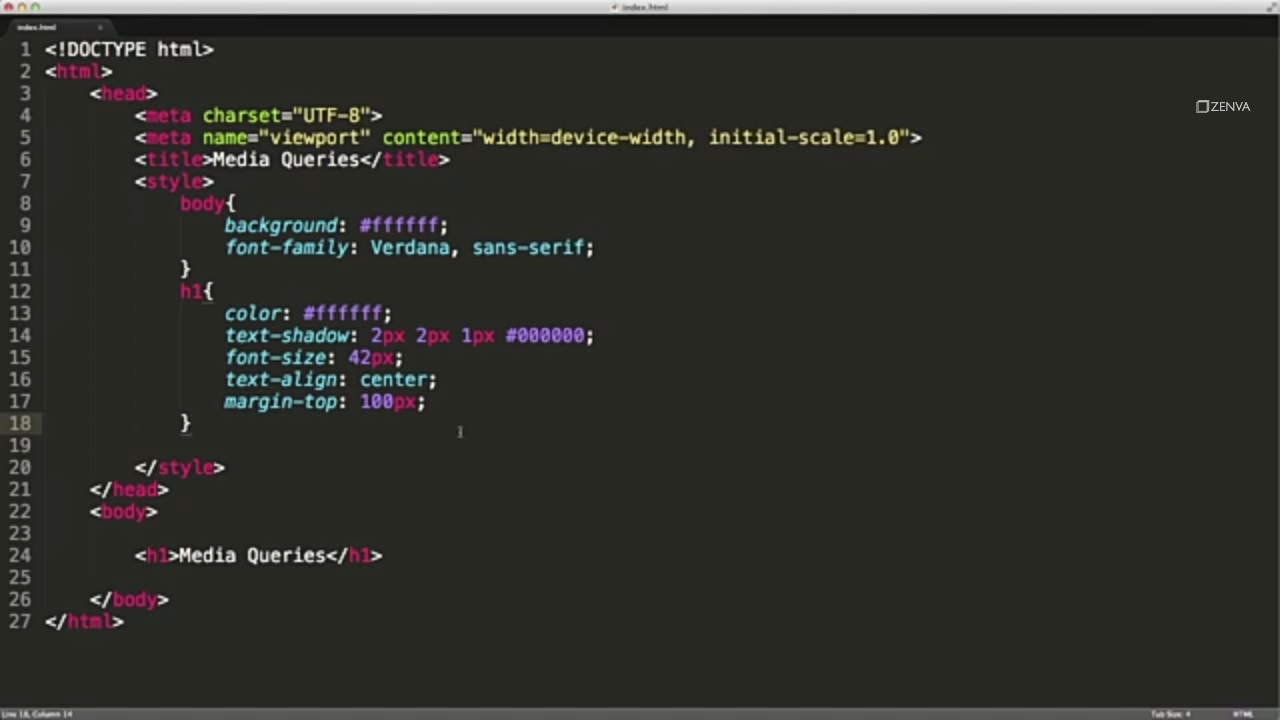 index.html
index.html
ZENVA
1 <!DOCTYPE html>
2 <html>
3 <head>
4 <meta charset="UTF-8">
5 <meta name="viewport" content="width=device-width, initial-scale=1.0">
6 <title>Media Queries</title>
7 <style>
8 body{
9 background: #ffffff;
10 font-family: Verdana, sans-serif;
11 }
12 h1{
13 color: #ffffff;
14 text-shadow: 2px 2px 1px #000000;
15 font-size: 42px;
16 text-align: center;
17 margin-top: 100px;
18 }
19
20 </style>
21 </head>
22 <body>
23
24 <h1>Media Queries</h1>
25
26 </body>
27 </html>
Line 18, Column 14
Tab Size: 4
HTML